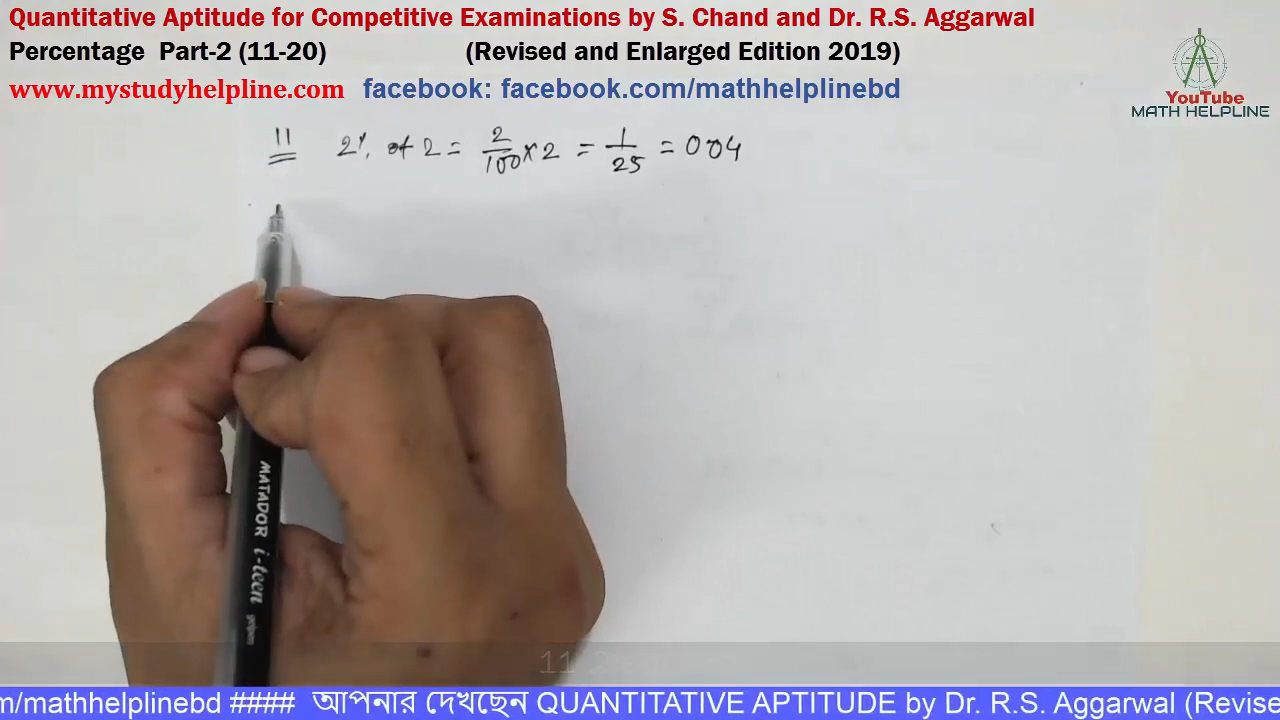 Quantitative Aptitude for Competitive Examinations by S. Chand and Dr. R.S. Aggarwal
Percentage Part-2 (11-20) (Revised and Enlarged Edition 2019)
www.mystudyhelpline.com facebook: facebook.com/mathhelplinebd
YouTube
MATH HELPLINE
11 2% of 2 = 2/100 × 2 = 1/25 = 0.04
MATADOR i-teen
m/mathhelplinebd #### আপনার দেখছেন QUANTITATIVE APTITUDE by Dr. R.S. Aggarwal (Revise